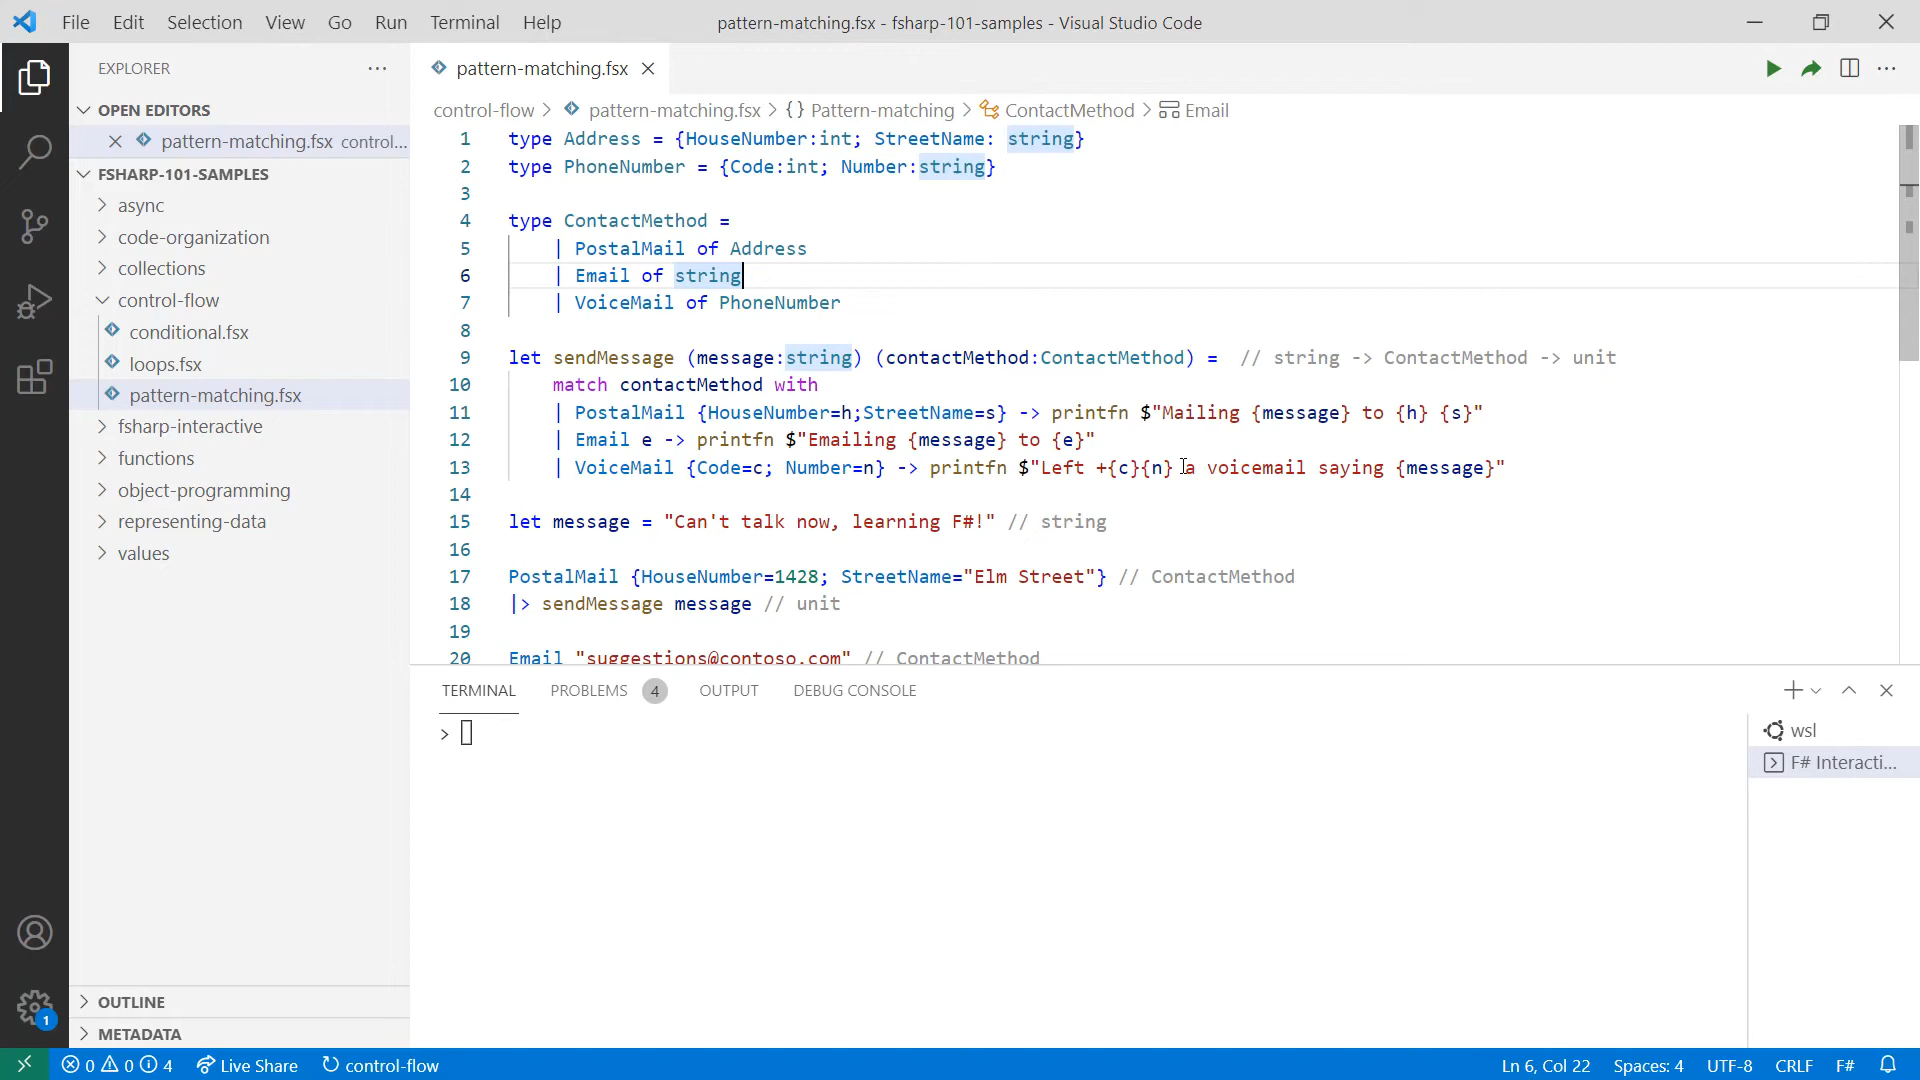 File Edit Selection View Go Run Terminal Help
pattern-matching.fsx - fsharp-101-samples - Visual Studio Code
EXPLORER
OPEN EDITORS
pattern-matching.fsx control...
FSHARP-101-SAMPLES
async
code-organization
collections
control-flow
conditional.fsx
loops.fsx
pattern-matching.fsx
fsharp-interactive
functions
object-programming
representing-data
values
OUTLINE
METADATA
pattern-matching.fsx
control-flow > pattern-matching.fsx > {} Pattern-matching > ContactMethod > Email
1 type Address = {HouseNumber:int; StreetName: string}
2 type PhoneNumber = {Code:int; Number:string}
3
4 type ContactMethod =
5 | PostalMail of Address
6 | Email of string
7 | VoiceMail of PhoneNumber
8
9 let sendMessage (message:string) (contactMethod:ContactMethod) = // string -> ContactMethod -> unit
10 match contactMethod with
11 | PostalMail {HouseNumber=h;StreetName=s} -> printfn $"Mailing {message} to {h} {s}"
12 | Email e -> printfn $"Emailing {message} to {e}"
13 | VoiceMail {Code=c; Number=n} -> printfn $"Left +{c}{n} a voicemail saying {message}"
14
15 let message = "Can't talk now, learning F#!" // string
16
17 PostalMail {HouseNumber=1428; StreetName="Elm Street"} // ContactMethod
18 |> sendMessage message // unit
19
20 Email "suggestions@contoso.com" // ContactMethod
TERMINAL PROBLEMS 4 OUTPUT DEBUG CONSOLE
>
wsl
F# Interacti...
1
0 0 4 Live Share control-flow
Ln 6, Col 22 Spaces: 4 UTF-8 CRLF F#